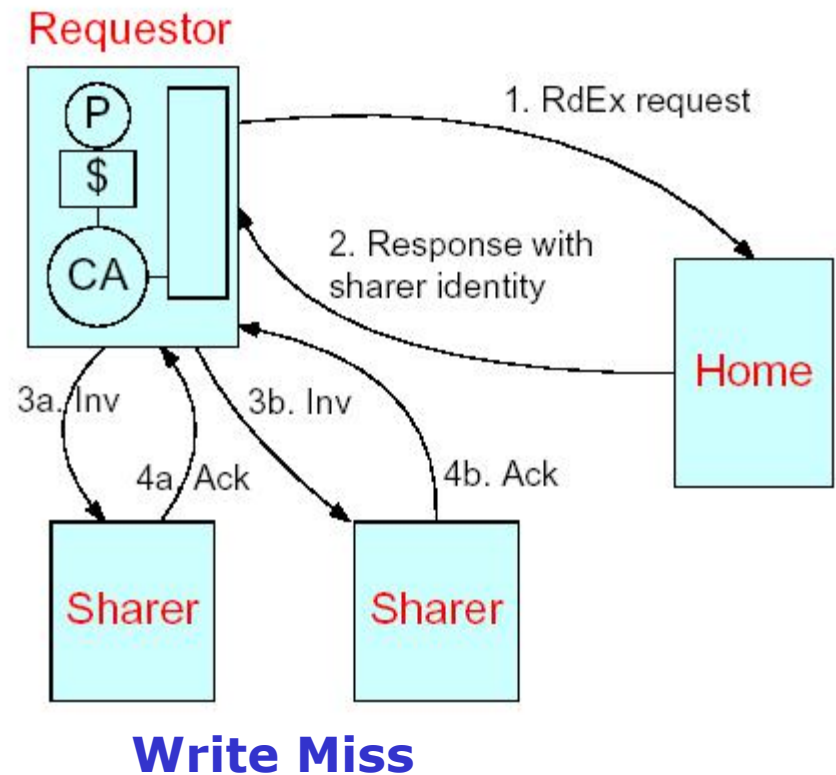 Requestor
P
$
CA
1. RdEx request
2. Response with
sharer identity
Home
3a. Inv
3b. Inv
4a. Ack
4b. Ack
Sharer
Sharer
Write Miss